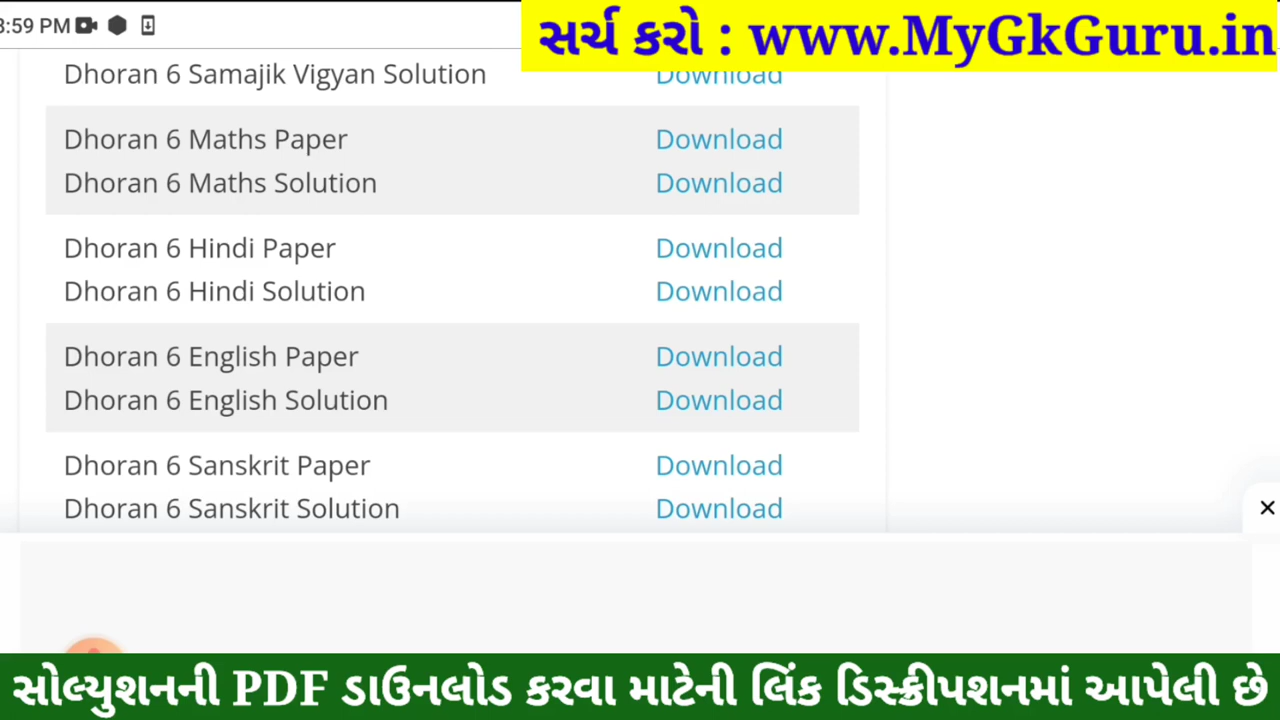 3:59 PM
સર્ચ કરો : www.MyGkGuru.in
Dhoran 6 Samajik Vigyan Solution Download
Dhoran 6 Maths Paper Download
Dhoran 6 Maths Solution Download
Dhoran 6 Hindi Paper Download
Dhoran 6 Hindi Solution Download
Dhoran 6 English Paper Download
Dhoran 6 English Solution Download
Dhoran 6 Sanskrit Paper Download
Dhoran 6 Sanskrit Solution Download
સોલ્યુશનની PDF ડાઉનલોડ કરવા માટેની લિંક ડિસ્ક્રીપશનમાં આપેલી છે